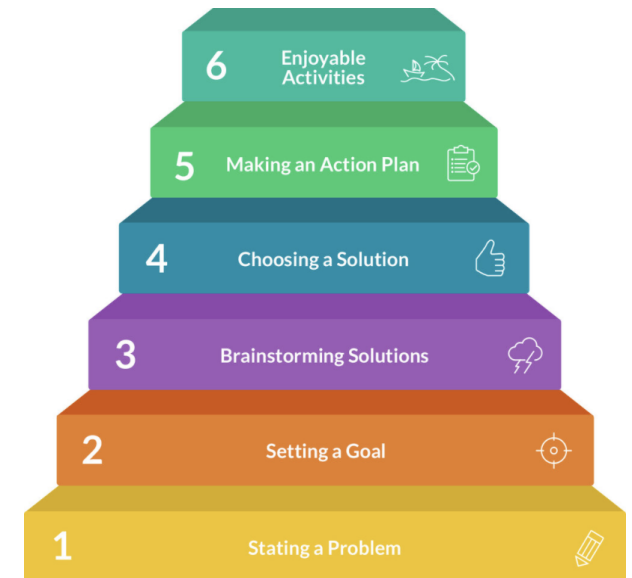 6
Enjoyable
Activities
5 Making an Action Plan
4 Choosing a Solution
3 Brainstorming Solutions
2 Setting a Goal
1 Stating a Problem